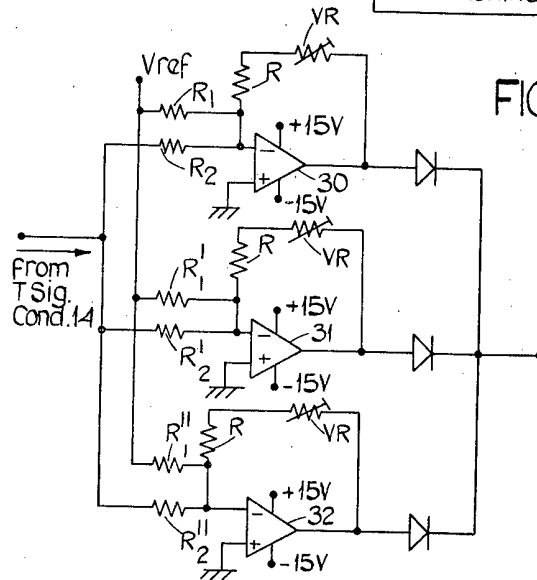 VR
Vref
R
FIG
R1
+15V
R2
−
+
30
-15V
R
VR
from
T Sig.
Cond.14
R'1
+15V
−
31
R'2
+
-15V
R
VR
R''1
+15V
−
32
R''2
+
-15V